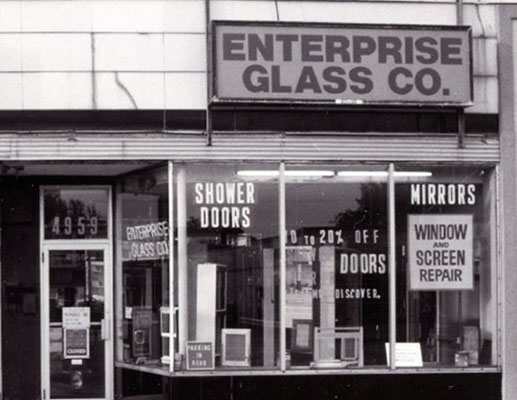 ENTERPRISE
GLASS CO.
4959
ENTERPRISE
GLASS CO.
SHOWER
DOORS
TO 20% OFF
DOORS
DISCOVER.
MIRRORS
WINDOW
AND
SCREEN
REPAIR
CLOSED
PARKING
IN
REAR